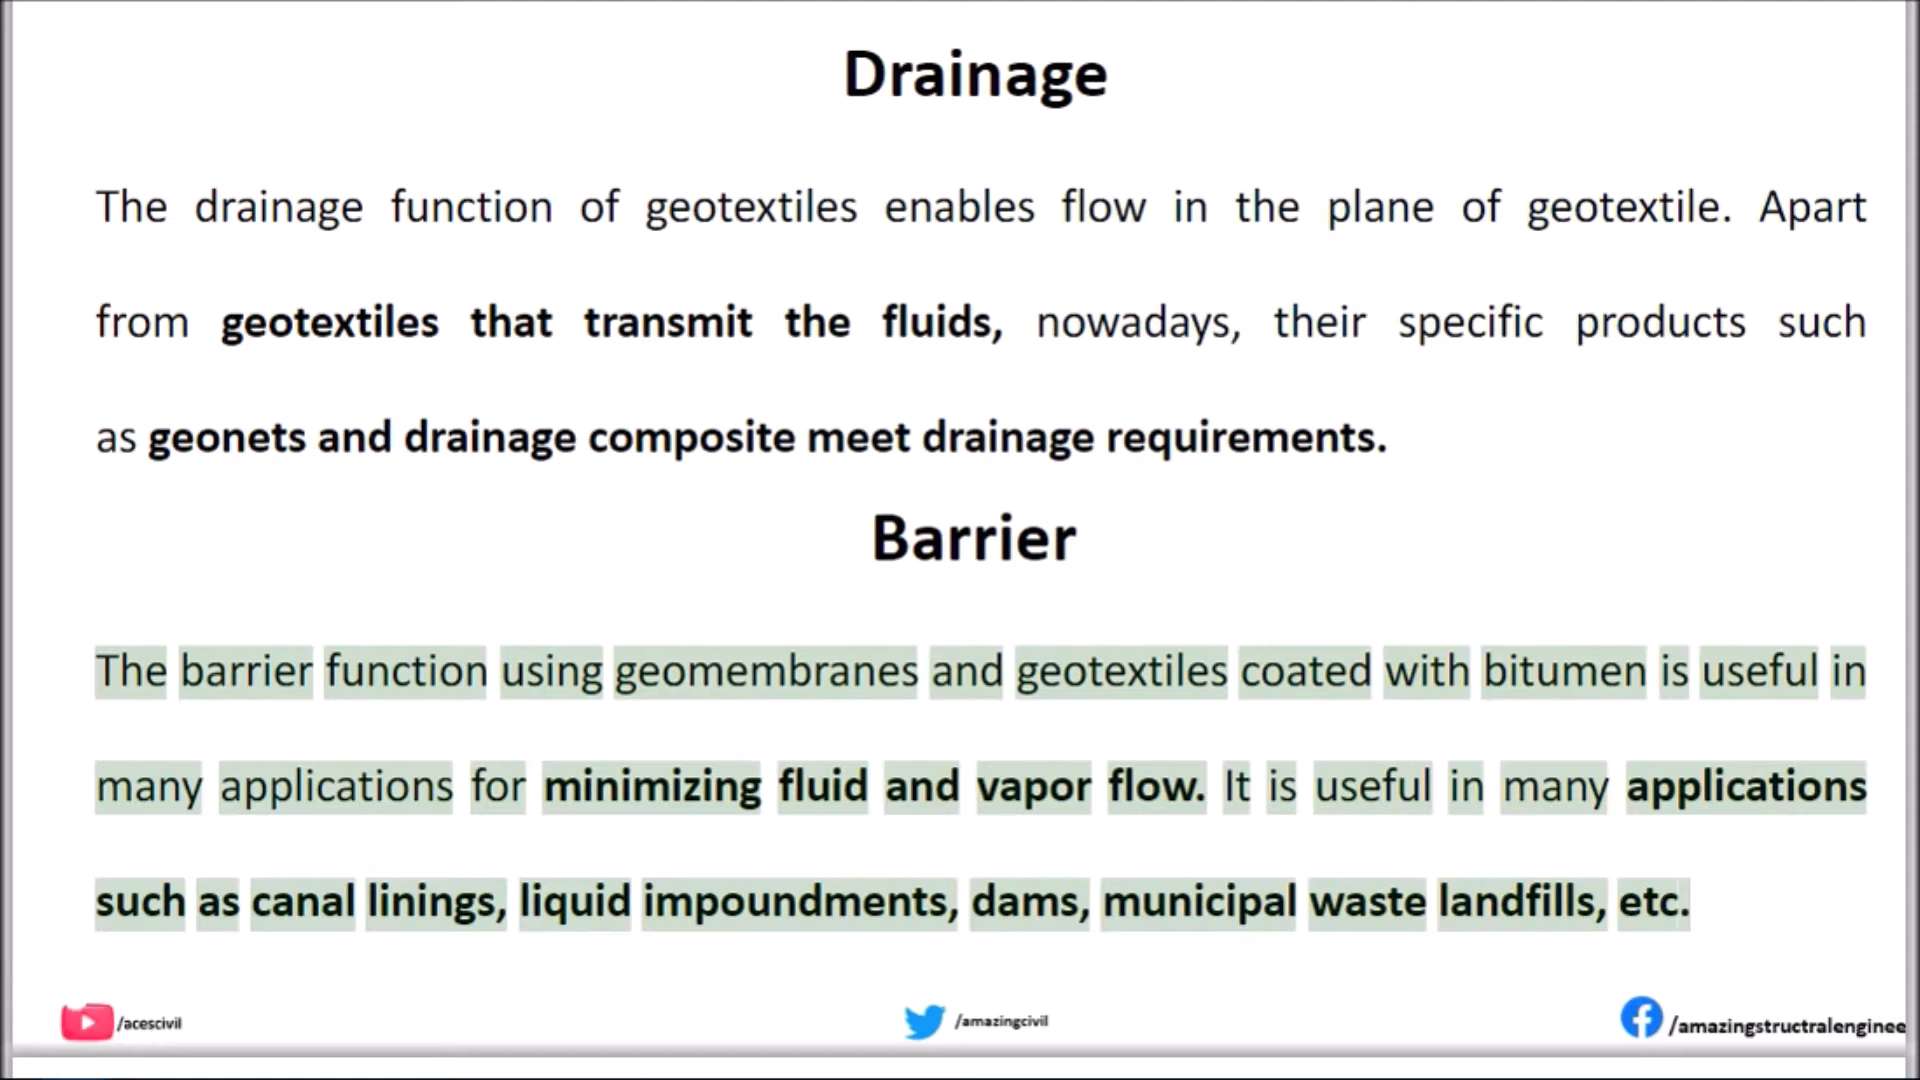 Drainage
The drainage function of geotextiles enables flow in the plane of geotextile. Apart
from geotextiles that transmit the fluids, nowadays, their specific products such
as geonets and drainage composite meet drainage requirements.
Barrier
The barrier function using geomembranes and geotextiles coated with bitumen is useful in
many applications for minimizing fluid and vapor flow. It is useful in many applications
such as canal linings, liquid impoundments, dams, municipal waste landfills, etc.
/acescivil
/amazingcivil
/amazingstructralenginee